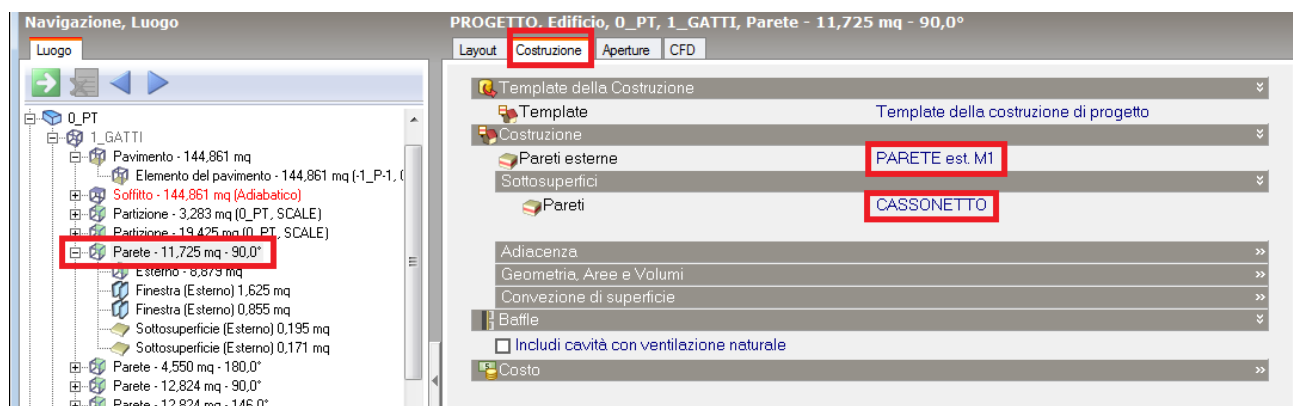 Navigazione, Luogo
Luogo
0_PT
1_GATTI
Pavimento - 144,861 mq
Elemento del pavimento - 144,861 mq (-1_P-1, (
Soffitto - 144,861 mq (Adiabatico)
Partizione - 3,283 mq (0_PT, SCALE)
Partizione - 19,425 mq (0_PT, SCALE)
Parete - 11,725 mq - 90,0°
Esterno - 8,879 mq
Finestra (Esterno) 1,625 mq
Finestra (Esterno) 0,855 mq
Sottosuperficie (Esterno) 0,195 mq
Sottosuperficie (Esterno) 0,171 mq
Parete - 4,550 mq - 180,0°
Parete - 12,824 mq - 90,0°
Parete - 12,824 mq - 146,0°
PROGETTO. Edificio, 0_PT, 1_GATTI, Parete - 11,725 mq - 90,0°
Layout Costruzione Aperture CFD
Template della Costruzione
Template Template della costruzione di progetto
Costruzione
Pareti esterne PARETE est. M1
Sottosuperfici
Pareti CASSONETTO
Adiacenza
Geometria, Aree e Volumi
Convezione di superficie
Baffle
Includi cavità con ventilazione naturale
Costo